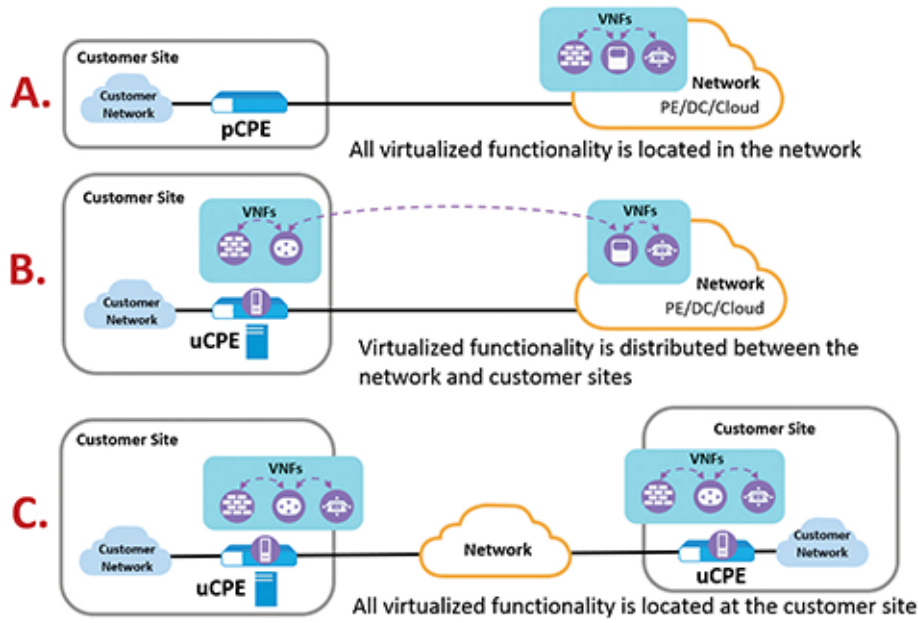 A.
Customer Site
Customer
Network
pCPE
VNFs
Network
PE/DC/Cloud
All virtualized functionality is located in the network
B.
Customer Site
VNFs
Customer
Network
uCPE
VNFs
Network
PE/DC/Cloud
Virtualized functionality is distributed between the
network and customer sites
C.
Customer Site
VNFs
Customer
Network
uCPE
Network
Customer Site
VNFs
uCPE
Customer
Network
All virtualized functionality is located at the customer site